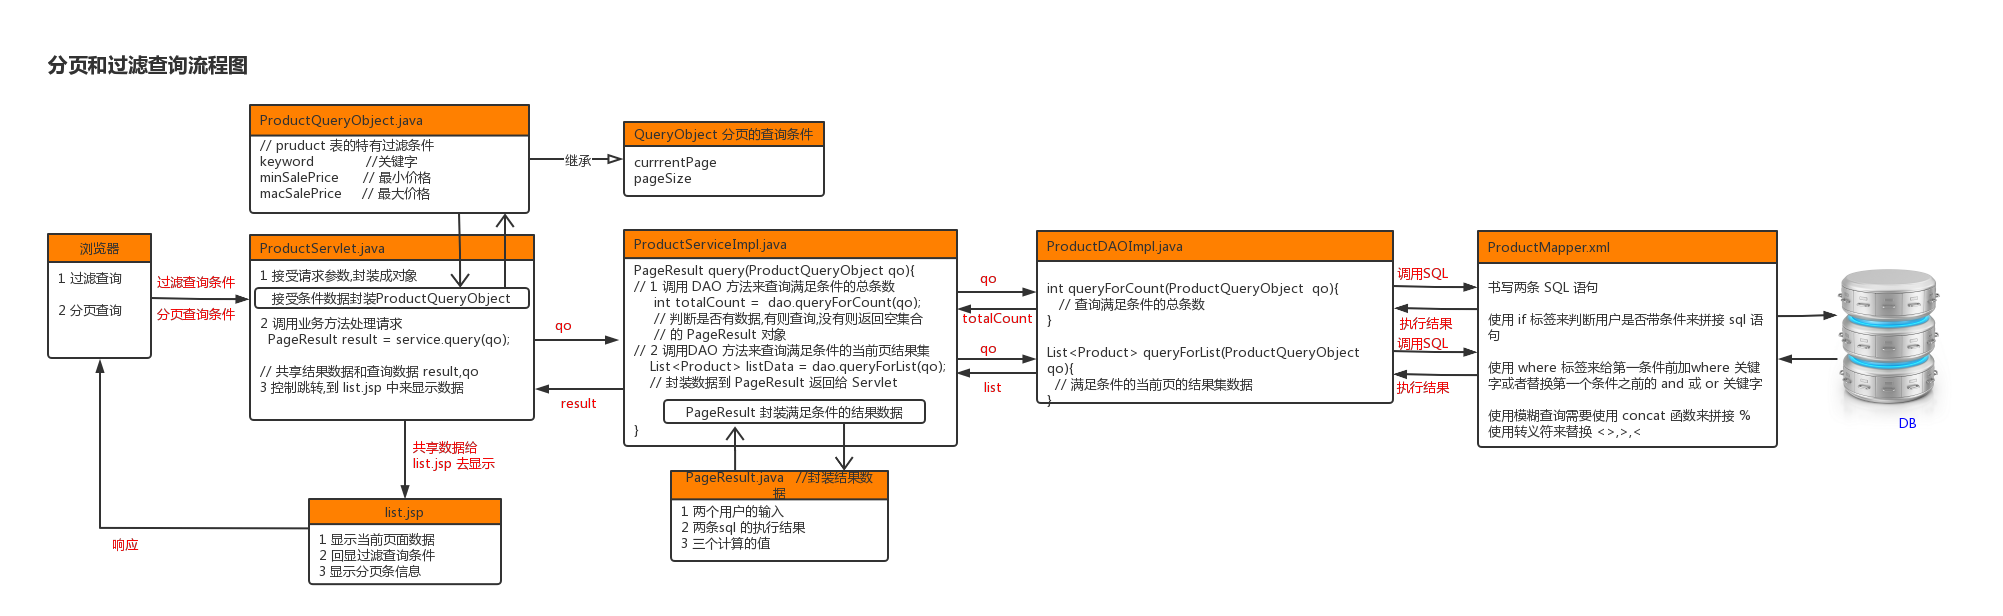 分页和过滤查询流程图
ProductQueryObject.java
// pruduct 表的特有过滤条件
keyword //关键字
minSalePrice // 最小价格
macSalePrice // 最大价格
继承
QueryObject 分页的查询条件
currrentPage
pageSize
浏览器
1 过滤查询
2 分页查询
过滤查询条件
分页查询条件
ProductServlet.java
1 接受请求参数,封装成对象
接受条件数据封装ProductQueryObject
2 调用业务方法处理请求
PageResult result = service.query(qo);
// 共享结果数据和查询数据 result,qo
3 控制跳转,到 list.jsp 中来显示数据
qo
result
ProductServiceImpl.java
PageResult query(ProductQueryObject qo){
// 1 调用 DAO 方法来查询满足条件的总条数
int totalCount = dao.queryForCount(qo);
// 判断是否有数据,有则查询,没有则返回空集合
// 的 PageResult 对象
// 2 调用DAO 方法来查询满足条件的当前页结果集
List<Product> listData = dao.queryForList(qo);
// 封装数据到 PageResult 返回给 Servlet
PageResult 封装满足条件的结果数据
}
qo
totalCount
qo
list
ProductDAOImpl.java
int queryForCount(ProductQueryObject qo){
// 查询满足条件的总条数
}
List<Product> queryForList(ProductQueryObject
qo){
// 满足条件的当前页的结果集数据
}
调用SQL
执行结果
调用SQL
执行结果
ProductMapper.xml
书写两条 SQL 语句
使用 if 标签来判断用户是否带条件来拼接 sql 语
句
使用 where 标签来给第一条件前加where 关键
字或者替换第一个条件之前的 and 或 or 关键字
使用模糊查询需要使用 concat 函数来拼接 %
使用转义符来替换 <>,>,<
DB
共享数据给
list.jsp 去显示
list.jsp
1 显示当前页面数据
2 回显过滤查询条件
3 显示分页条信息
响应
PageResult.java //封装结果数
据
1 两个用户的输入
2 两条sql 的执行结果
3 三个计算的值